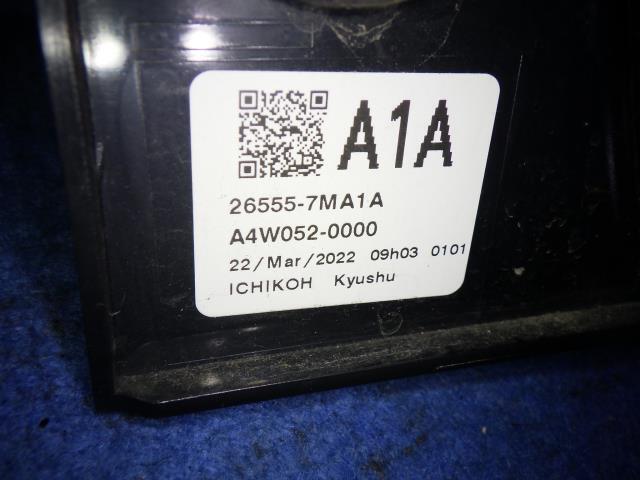 A1A
26555-7MA1A
A4W052-0000
22/Mar/2022 09h03 0101
ICHIKOH Kyushu